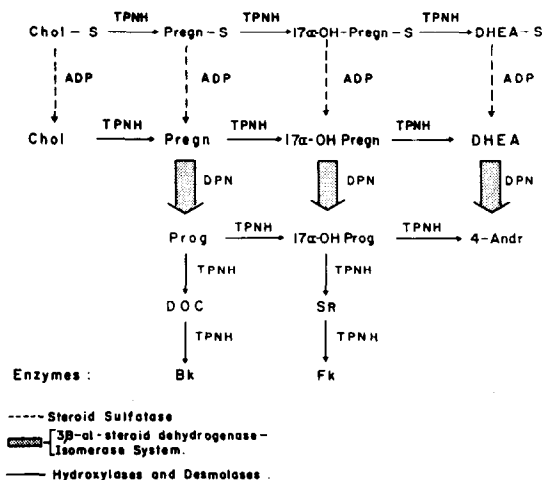 TPNH TPNH TPNH
Chol – S Pregn – S 17α-OH-Pregn – S DHEA – S
ADP ADP ADP ADP
TPNH TPNH TPNH
Chol Pregn 17α-OH Pregn DHEA
DPN DPN DPN
TPNH TPNH
Prog 17α-OH Prog 4-Andr
TPNH TPNH
DOC SR
TPNH TPNH
Enzymes : Bk Fk
Steroid Sulfatase
3β-ol-steroid dehydrogenase –
Isomerase System.
Hydroxylases and Desmolases .